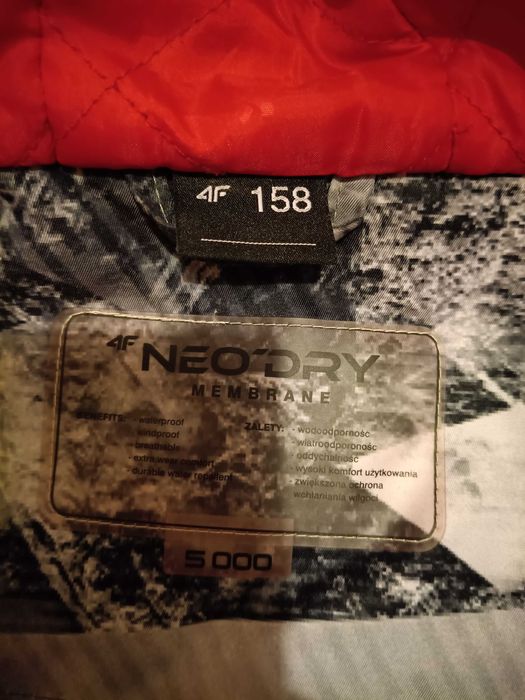 4F 158
4F NEO'DRY
MEMBRANE
BENEFITS: - waterproof
- windproof
- breathable
- extra wear comfort
- durable water repellent
ZALETY: - wodoodporność
- wiatroodporoność
- oddychalność
- wysoki komfort użytkowania
- zwiększona ochrona
wchłaniania wilgoci
5 000